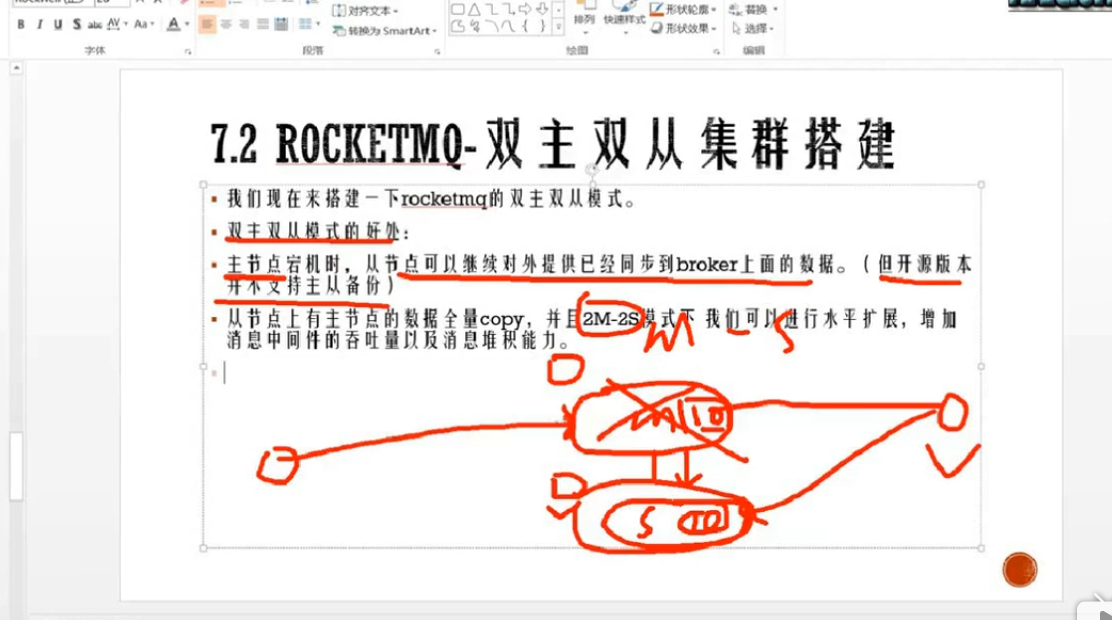 对齐文本
排列
快速样式
形状轮廓
替换
B I U S abc AV Aa A
转换为 SmartArt
形状效果
选择
字体
段落
绘图
编辑
7.2 ROCKETMQ-双主双从集群搭建
我们现在来搭建一下rocketmq的双主双从模式。
双主双从模式的好处:
主节点宕机时，从节点可以继续对外提供已经同步到broker上面的数据。（但开源版本
并不支持主从备份）
从节点上有主节点的数据全量copy，并且2M-2S模式下 我们可以进行水平扩展，增加
消息中间件的吞吐量以及消息堆积能力。
M - S
M 10
S 10